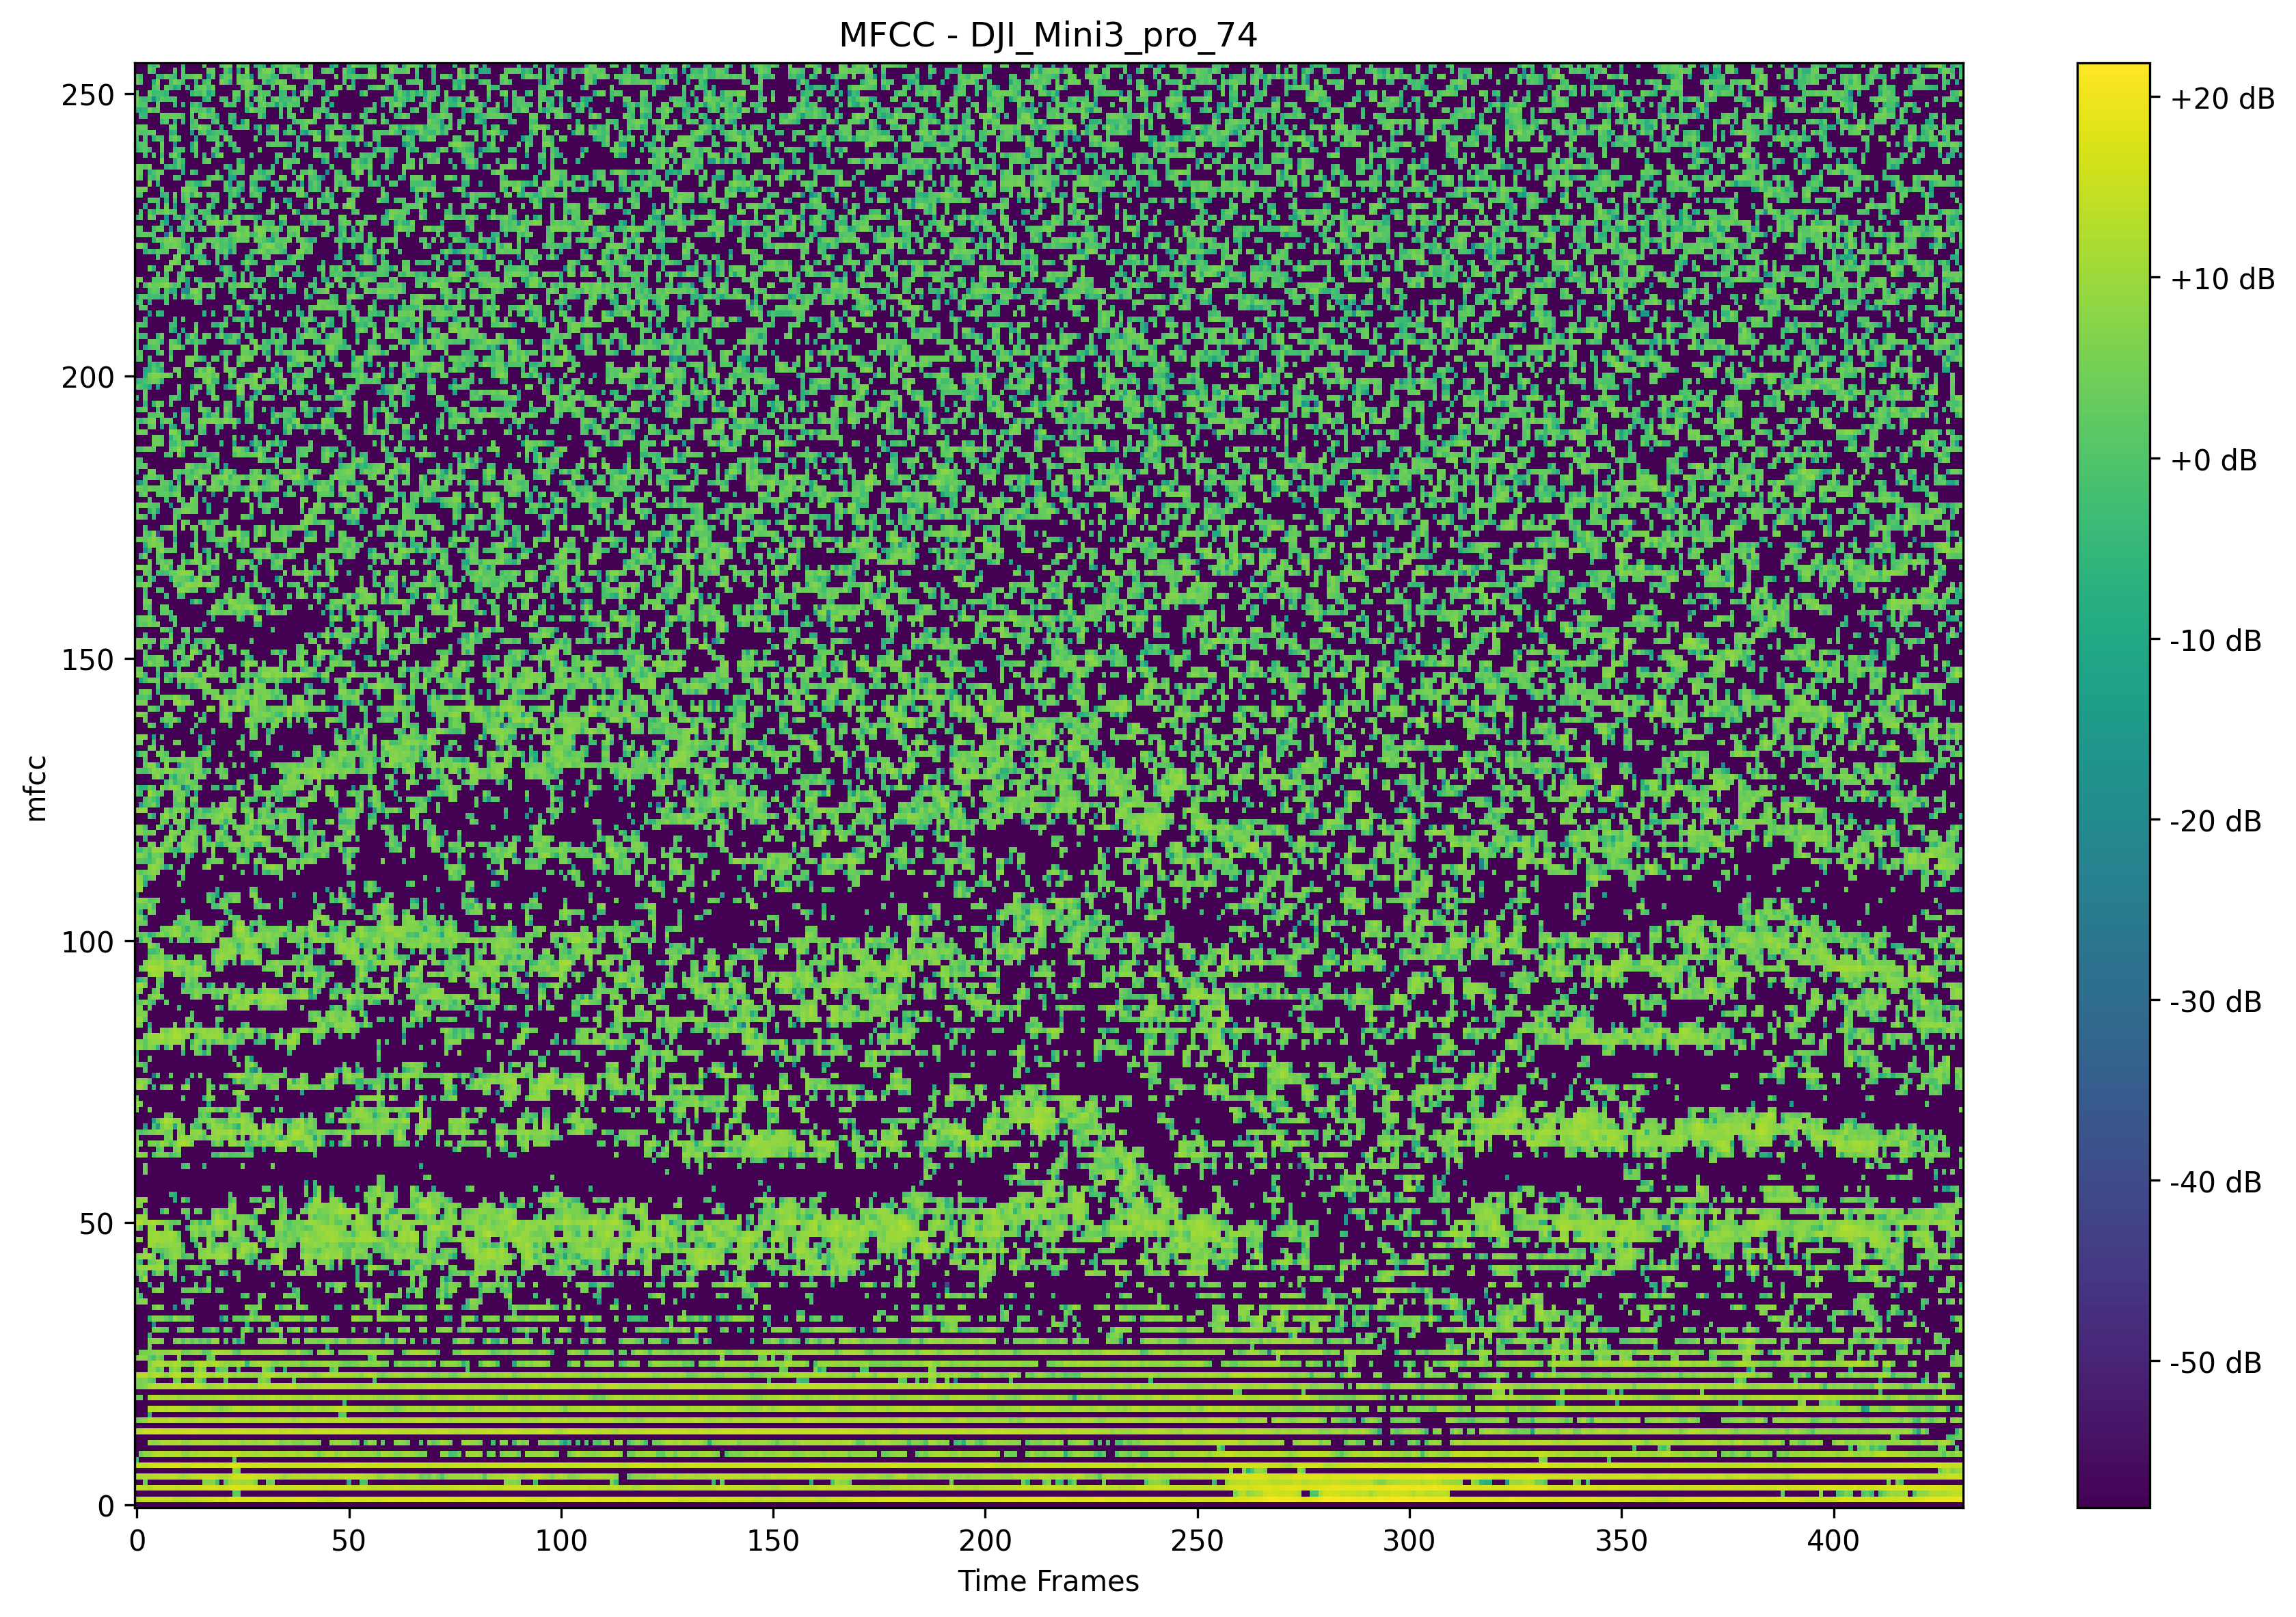 MFCC - DJI_Mini3_pro_74
250
200
150
100
50
0
mfcc
0 50 100 150 200 250 300 350 400
Time Frames
+20 dB
+10 dB
+0 dB
-10 dB
-20 dB
-30 dB
-40 dB
-50 dB